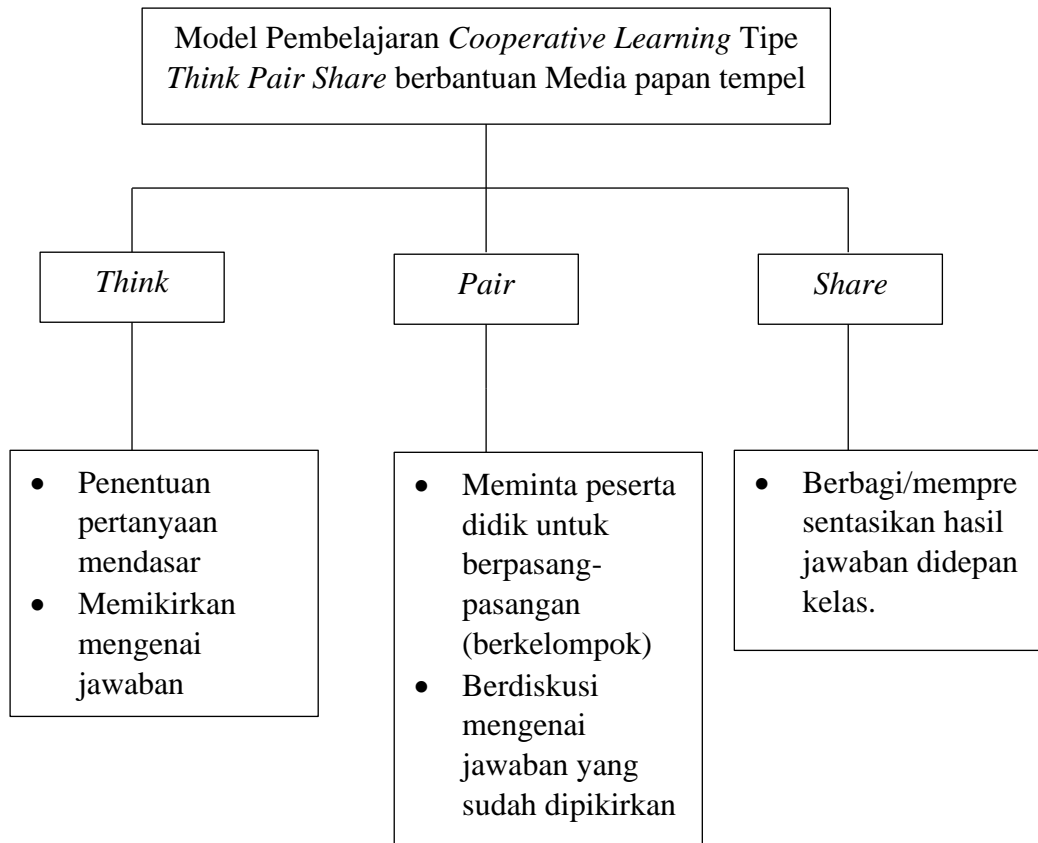 Model Pembelajaran Cooperative Learning Tipe
Think Pair Share berbantuan Media papan tempel
Think
Pair
Share
• Penentuan
pertanyaan
mendasar
• Memikirkan
mengenai
jawaban
• Meminta peserta
didik untuk
berpasang-
pasangan
(berkelompok)
• Berdiskusi
mengenai
jawaban yang
sudah dipikirkan
• Berbagi/mempre
sentasikan hasil
jawaban didepan
kelas.